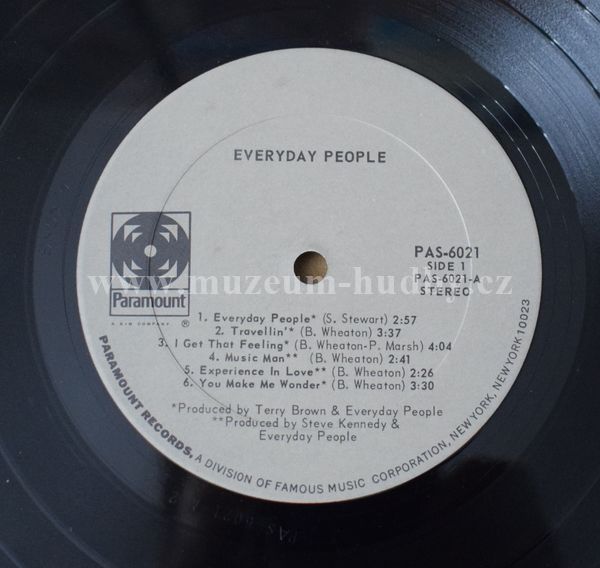 EVERYDAY PEOPLE
PAS-6021
SIDE 1
PAS-6021-A
STEREO
Paramount
A G+W COMPANY ®
www.muzeum-hudby.cz
1. Everyday People* (S. Stewart) 2:57
2. Travellin'* (B. Wheaton) 3:37
3. I Get That Feeling* (B. Wheaton-P. Marsh) 4:04
4. Music Man** (B. Wheaton) 2:41
5. Experience In Love** (B. Wheaton) 2:26
6. You Make Me Wonder* (B. Wheaton) 3:30
*Produced by Terry Brown & Everyday People
**Produced by Steve Kennedy &
Everyday People
PARAMOUNT RECORDS, A DIVISION OF FAMOUS MUSIC CORPORATION, NEW YORK, NEW YORK 10023